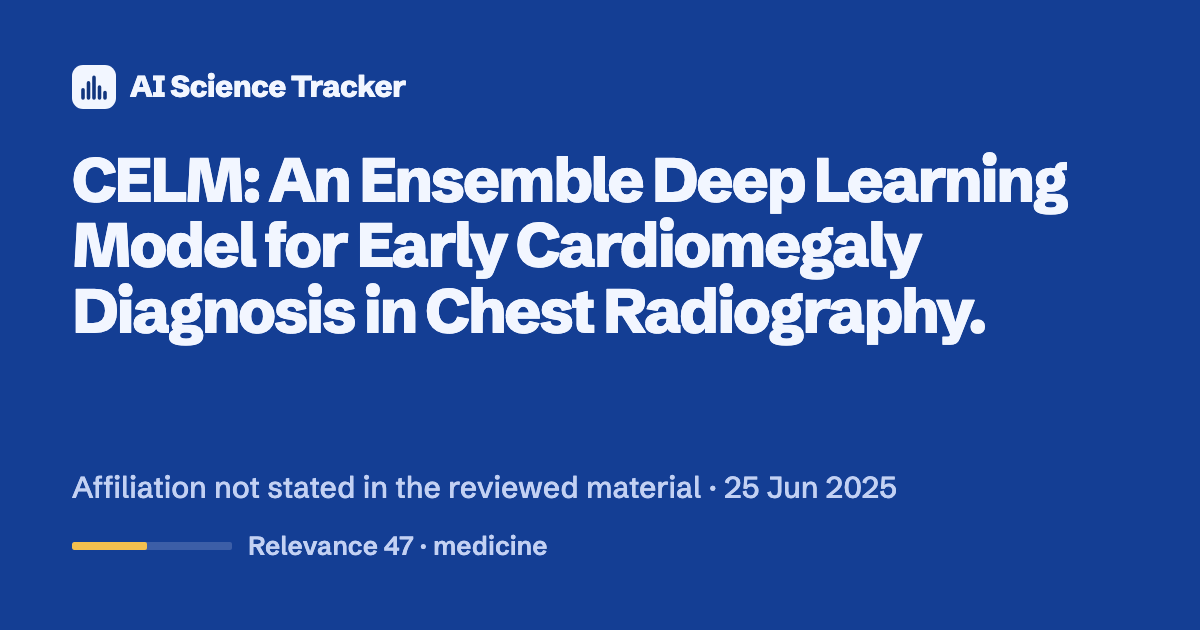 AI Science Tracker
CELM: An Ensemble Deep Learning
Model for Early Cardiomegaly
Diagnosis in Chest Radiography.
Affiliation not stated in the reviewed material · 25 Jun 2025
Relevance 47 · medicine